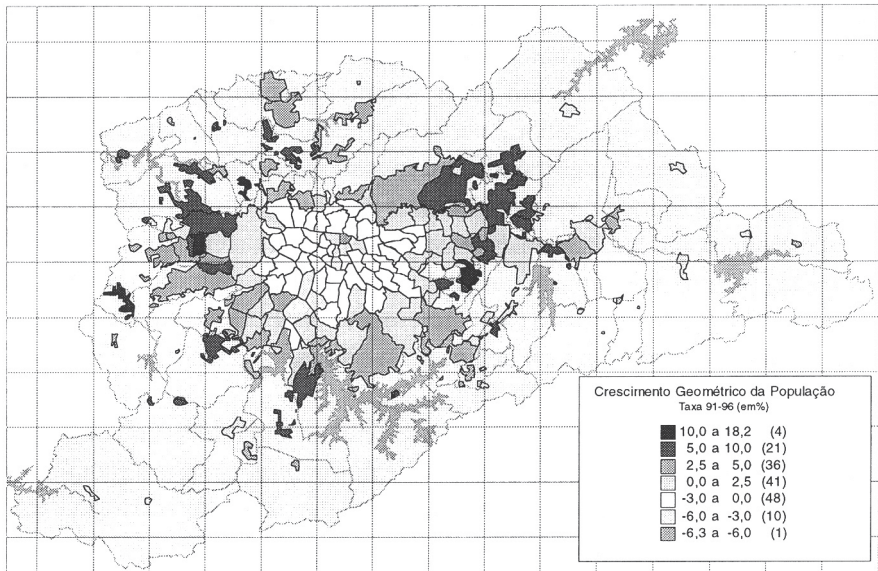 Crescimento Geométrico da População
Taxa 91-96 (em%)
10,0 a 18,2 (4)
5,0 a 10,0 (21)
2,5 a 5,0 (36)
0,0 a 2,5 (41)
-3,0 a 0,0 (48)
-6,0 a -3,0 (10)
-6,3 a -6,0 (1)